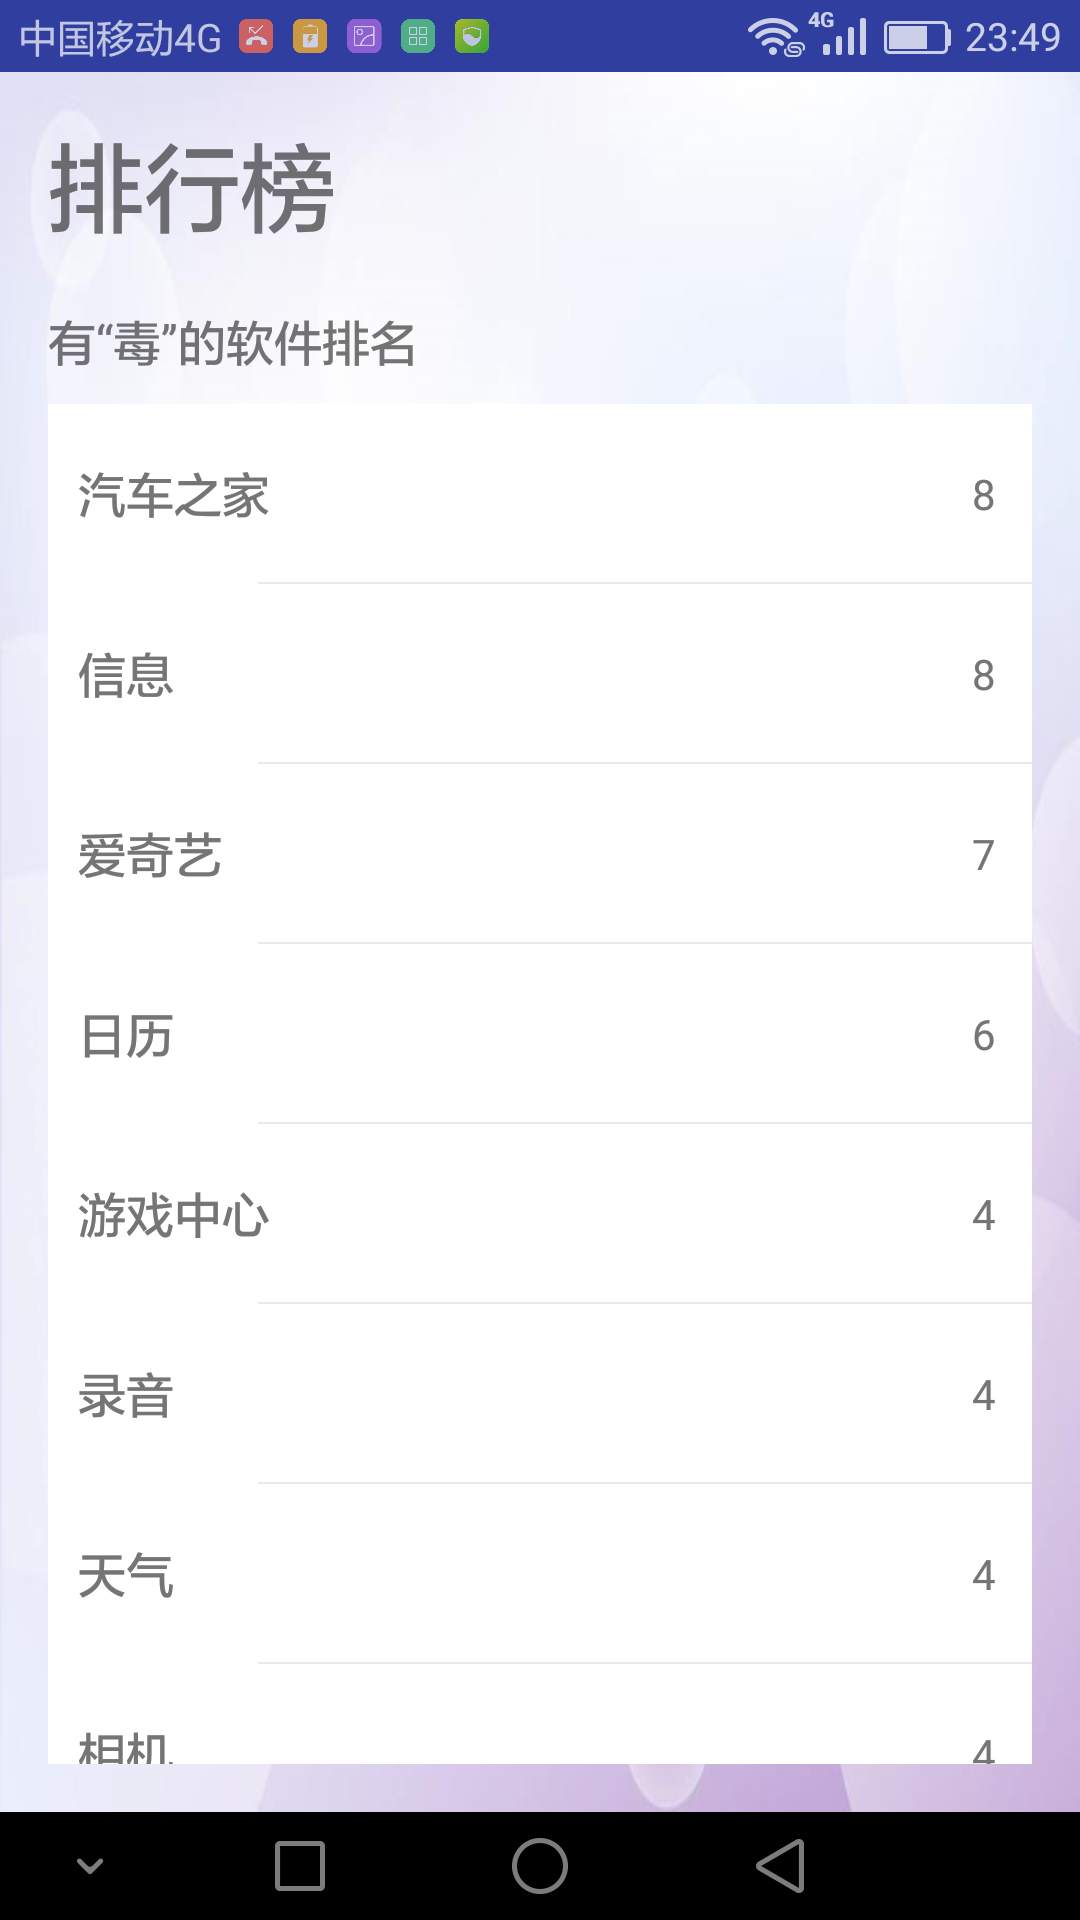 中国移动4G 4G 23:49
排行榜
有“毒”的软件排名
汽车之家 8
信息 8
爱奇艺 7
日历 6
游戏中心 4
录音 4
天气 4
相机 4